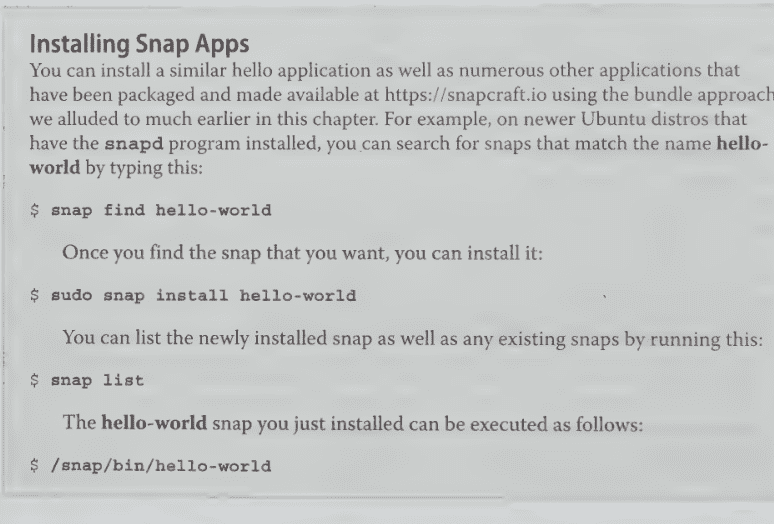 Installing Snap Apps
You can install a similar hello application as well as numerous other applications that
have been packaged and made available at https://snapcraft.io using the bundle approach
we alluded to much earlier in this chapter. For example, on newer Ubuntu distros that
have the snapd program installed, you can search for snaps that match the name hello-
world by typing this:
$ snap find hello-world
Once you find the snap that you want, you can install it:
$ sudo snap install hello-world
You can list the newly installed snap as well as any existing snaps by running this:
$ snap list
The hello-world snap you just installed can be executed as follows:
$ /snap/bin/hello-world